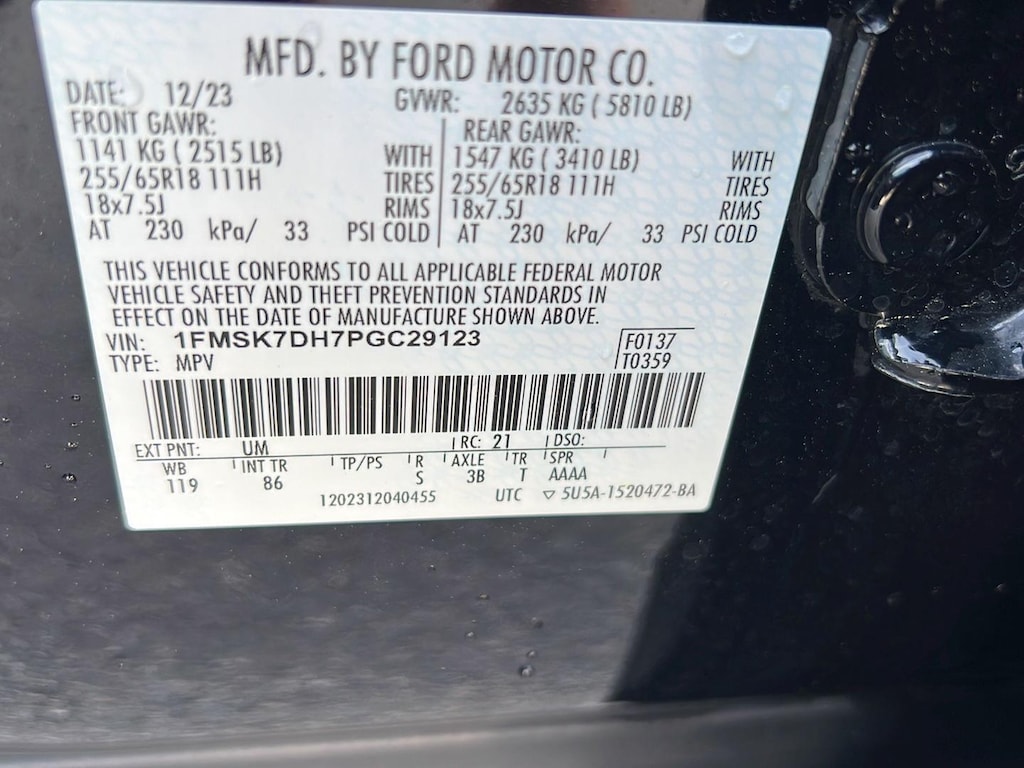 MFD. BY FORD MOTOR CO.
DATE: 12/23 GVWR: 2635 KG ( 5810 LB)
FRONT GAWR: REAR GAWR:
1141 KG ( 2515 LB) WITH 1547 KG ( 3410 LB) WITH
255/65R18 111H TIRES 255/65R18 111H TIRES
18x7.5J RIMS 18x7.5J RIMS
AT 230 kPa/ 33 PSI COLD AT 230 kPa/ 33 PSI COLD
THIS VEHICLE CONFORMS TO ALL APPLICABLE FEDERAL MOTOR
VEHICLE SAFETY AND THEFT PREVENTION STANDARDS IN
EFFECT ON THE DATE OF MANUFACTURE SHOWN ABOVE.
VIN: 1FMSK7DH7PGC29123 F0137
TYPE: MPV T0359
EXT PNT: UM RC: 21 DSO:
WB INT TR TP/PS R AXLE TR SPR
119 86 S 3B T AAAA
1202312040455 UTC ▽ 5U5A-1520472-BA